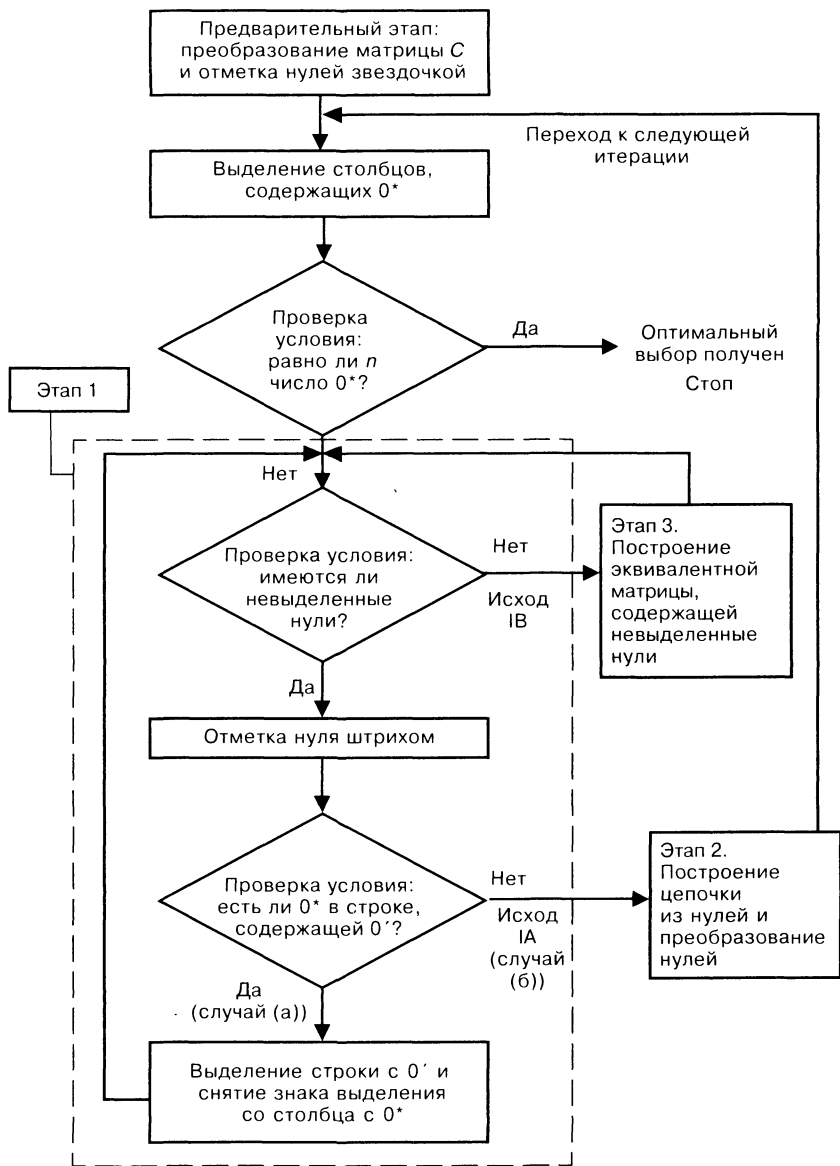 Предварительный этап:
преобразование матрицы C
и отметка нулей звездочкой
Переход к следующей
итерации
Выделение столбцов,
содержащих 0*
Проверка
условия:
равно ли n
число 0*?
Да
Оптимальный
выбор получен
Стоп
Этап 1
Нет
Проверка условия:
имеются ли
невыделенные
нули?
Нет
Исход
IB
Этап 3.
Построение
эквивалентной
матрицы,
содержащей
невыделенные
нули
Да
Отметка нуля штрихом
Проверка условия:
есть ли 0* в строке,
содержащей 0′?
Нет
Исход
IA
(случай
(б))
Этап 2.
Построение
цепочки
из нулей и
преобразование
нулей
Да
(случай (а))
Выделение строки с 0′ и
снятие знака выделения
со столбца с 0*